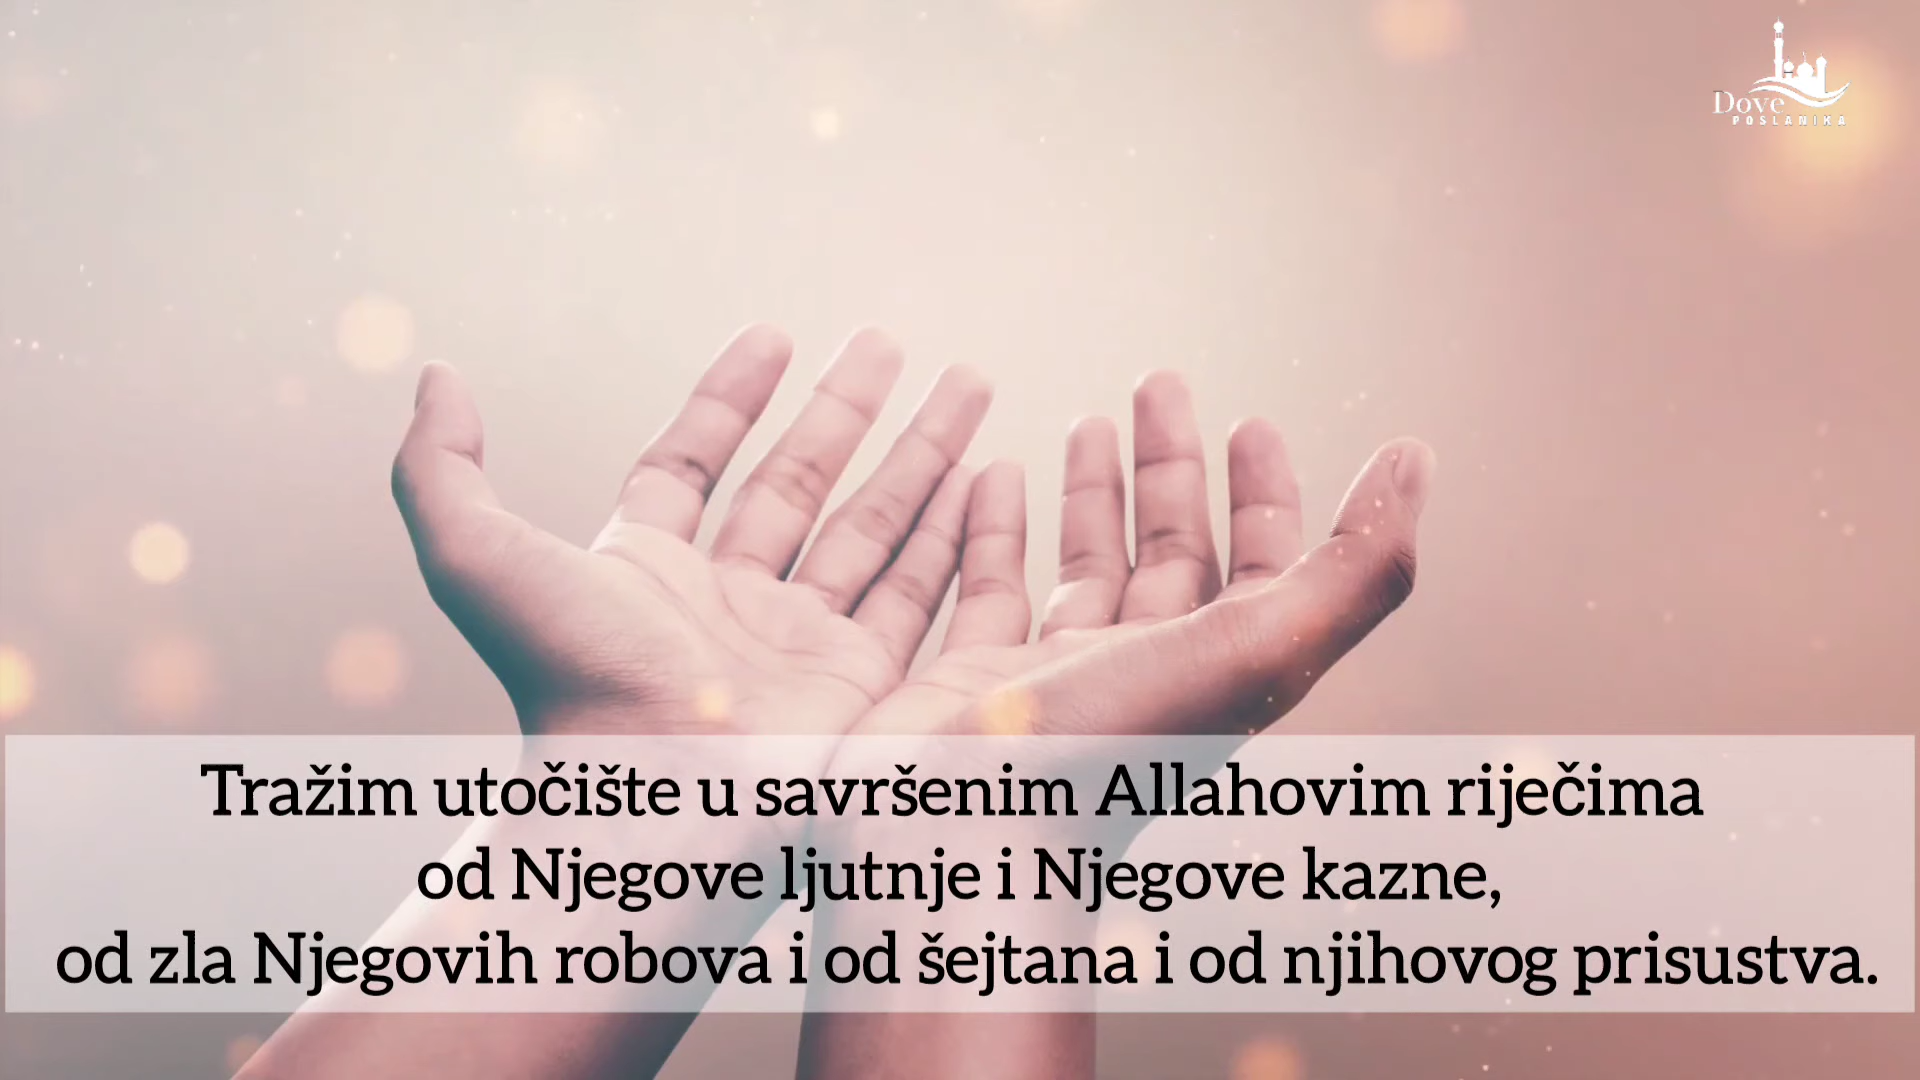 Dove
POSLANIKA
Tražim utočište u savršenim Allahovim riječima
od Njegove ljutnje i Njegove kazne,
od zla Njegovih robova i od šejtana i od njihovog prisustva.